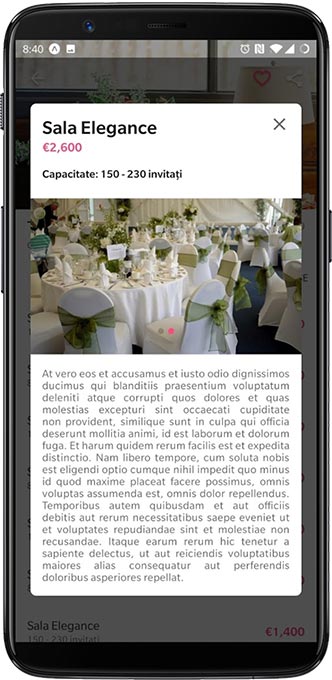 8:40
Sala Elegance
€2,600
Capacitate: 150 - 230 invitați
At vero eos et accusamus et iusto odio dignissimos
ducimus qui blanditiis praesentium voluptatum
deleniti atque corrupti quos dolores et quas
molestias excepturi sint occaecati cupiditate
non provident, similique sunt in culpa qui officia
deserunt mollitia animi, id est laborum et dolorum
fuga. Et harum quidem rerum facilis est et expedita
distinctio. Nam libero tempore, cum soluta nobis
est eligendi optio cumque nihil impedit quo minus
id quod maxime placeat facere possimus, omnis
voluptas assumenda est, omnis dolor repellendus.
Temporibus autem quibusdam et aut officiis
debitis aut rerum necessitatibus saepe eveniet ut
et voluptates repudiandae sint et molestiae non
recusandae. Itaque earum rerum hic tenetur a
sapiente delectus, ut aut reiciendis voluptatibus
maiores alias consequatur aut perferendis
doloribus asperiores repellat.
Sala Elegance
€1,400
150 - 230 invitati